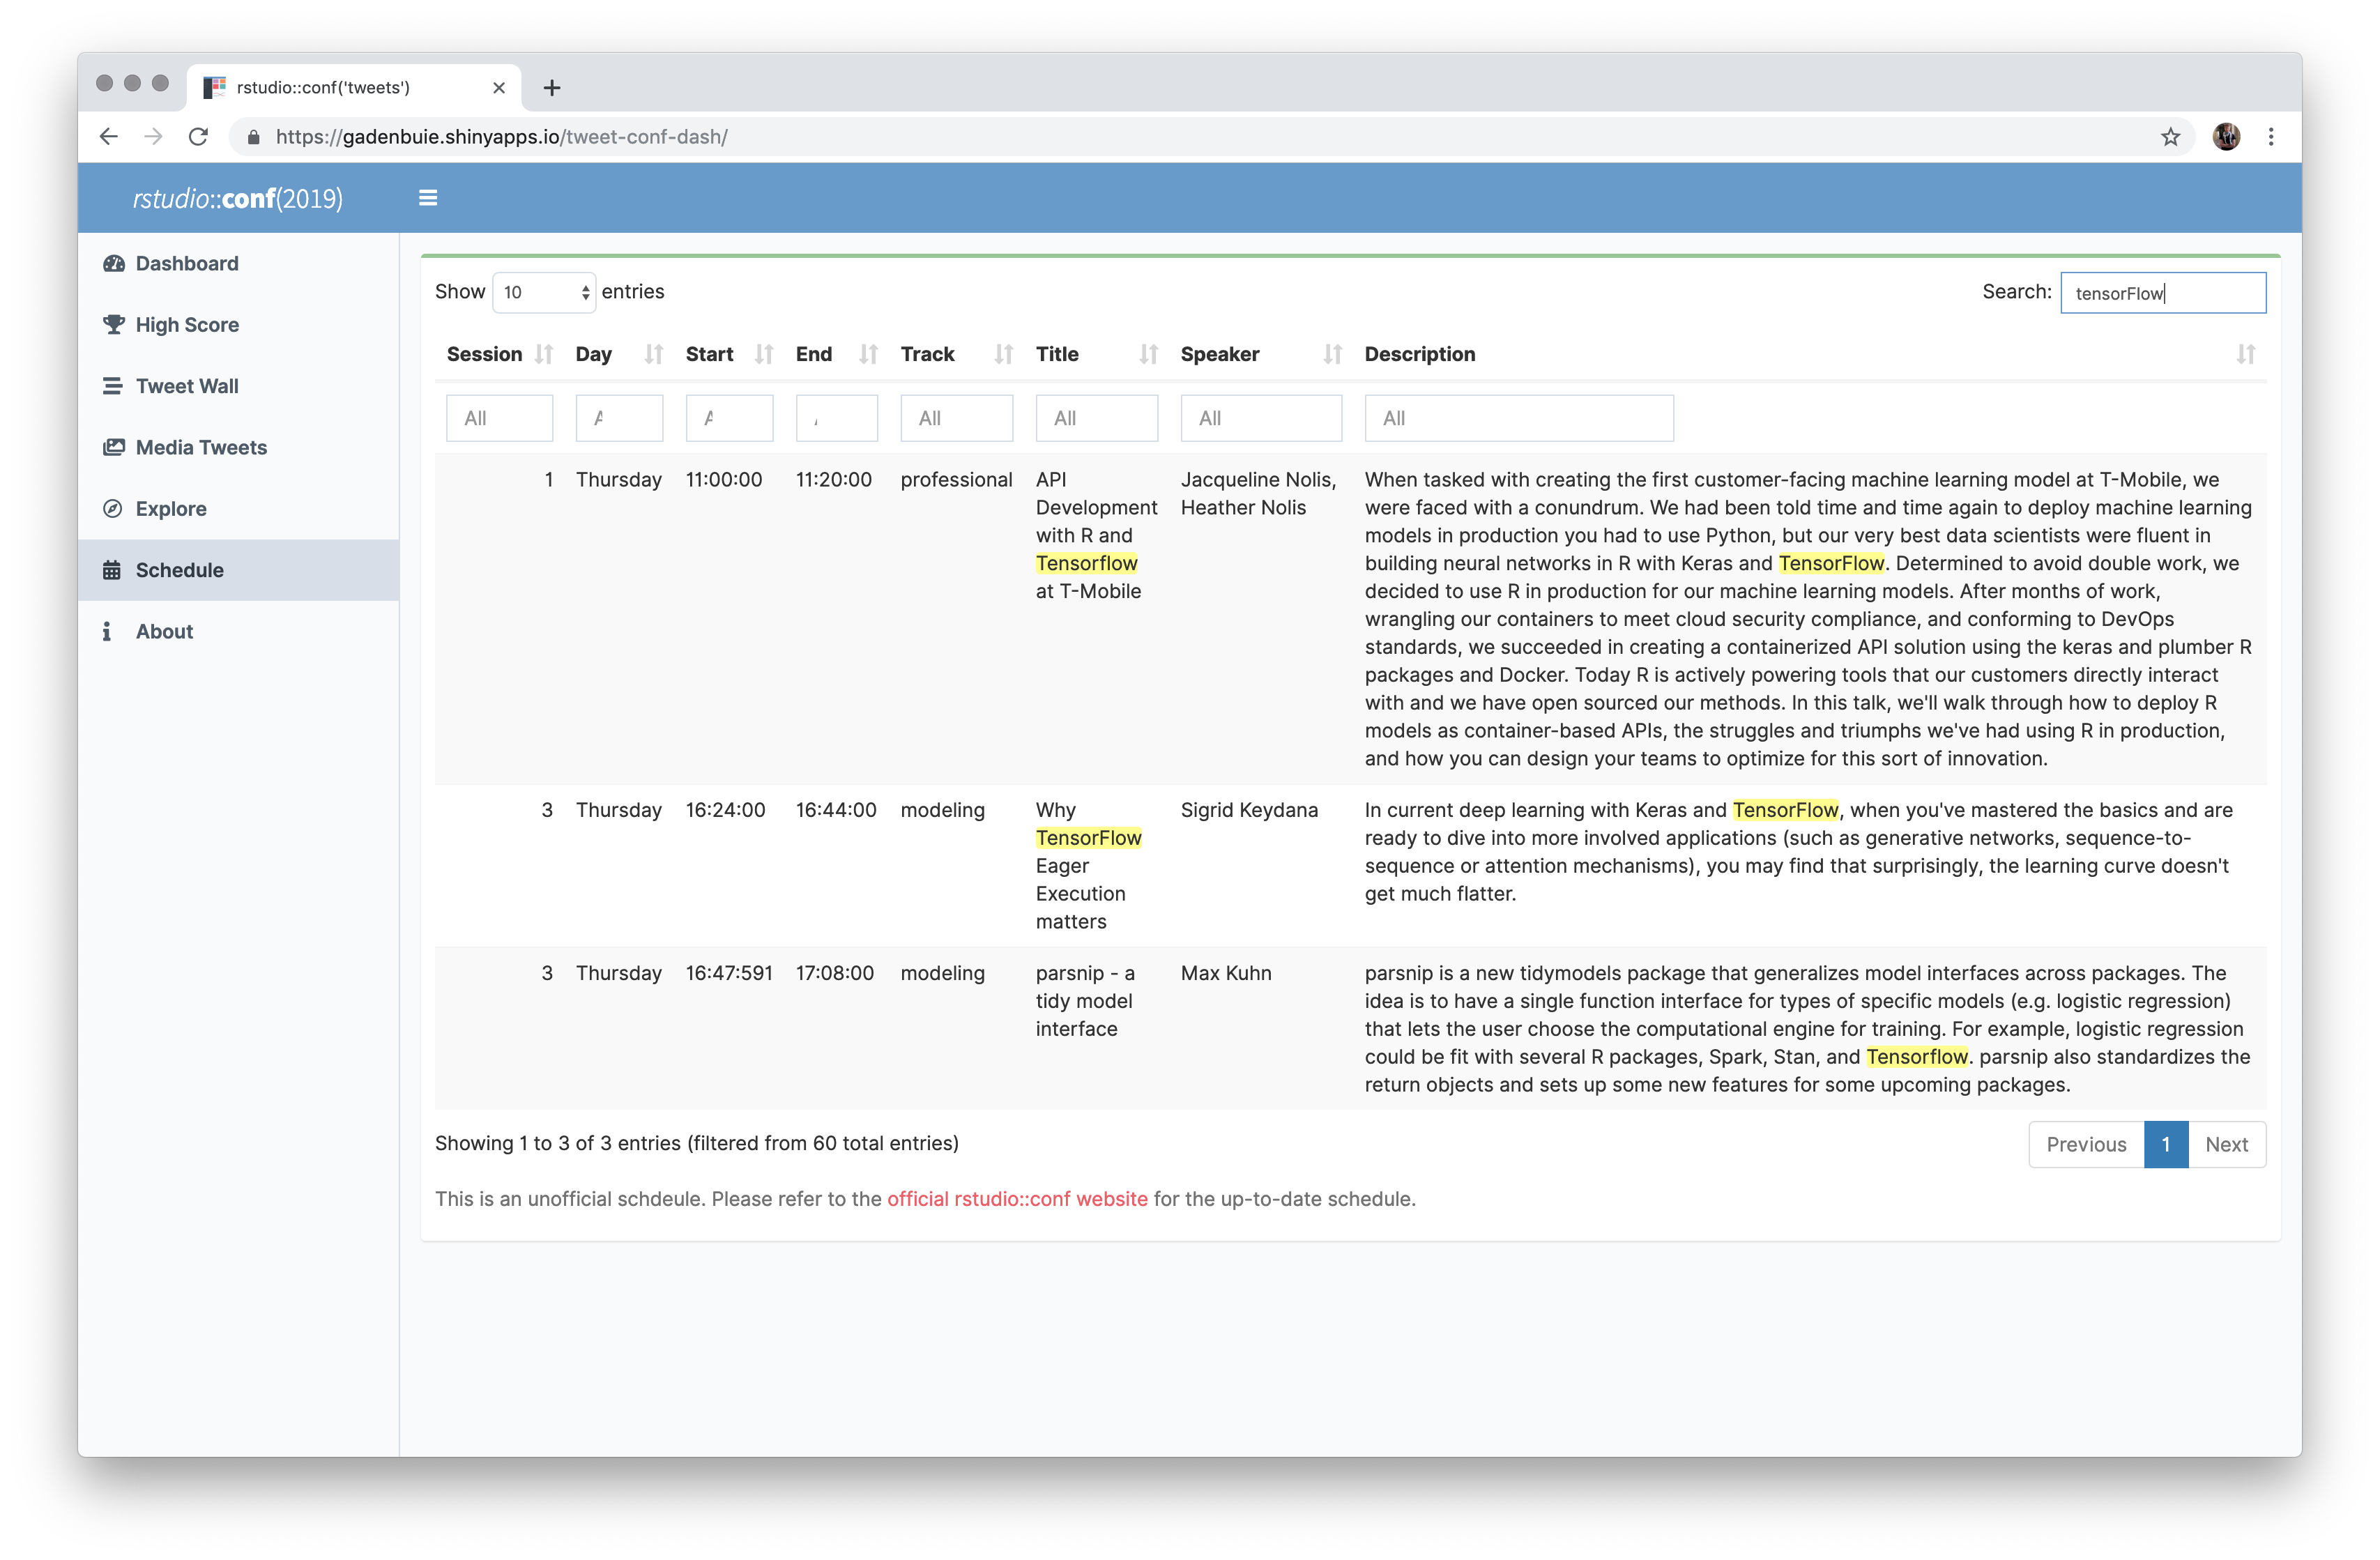 rstudio::conf('tweets')
https://gadenbuie.shinyapps.io/tweet-conf-dash/
rstudio::conf(2019)
Dashboard
High Score
Tweet Wall
Media Tweets
Explore
Schedule
About
Show 10 entries
Search: tensorFlow
Session Day Start End Track Title Speaker Description
All A A All All All All
1 Thursday 11:00:00 11:20:00 professional
API
Development
with R and
Tensorflow
at T-Mobile
Jacqueline Nolis,
Heather Nolis
When tasked with creating the first customer-facing machine learning model at T-Mobile, we
were faced with a conundrum. We had been told time and time again to deploy machine learning
models in production you had to use Python, but our very best data scientists were fluent in
building neural networks in R with Keras and TensorFlow. Determined to avoid double work, we
decided to use R in production for our machine learning models. After months of work,
wrangling our containers to meet cloud security compliance, and conforming to DevOps
standards, we succeeded in creating a containerized API solution using the keras and plumber R
packages and Docker. Today R is actively powering tools that our customers directly interact
with and we have open sourced our methods. In this talk, we'll walk through how to deploy R
models as container-based APIs, the struggles and triumphs we've had using R in production,
and how you can design your teams to optimize for this sort of innovation.
3 Thursday 16:24:00 16:44:00 modeling
Why
TensorFlow
Eager
Execution
matters
Sigrid Keydana
In current deep learning with Keras and TensorFlow, when you've mastered the basics and are
ready to dive into more involved applications (such as generative networks, sequence-to-
sequence or attention mechanisms), you may find that surprisingly, the learning curve doesn't
get much flatter.
3 Thursday 16:47:591 17:08:00 modeling
parsnip - a
tidy model
interface
Max Kuhn
parsnip is a new tidymodels package that generalizes model interfaces across packages. The
idea is to have a single function interface for types of specific models (e.g. logistic regression)
that lets the user choose the computational engine for training. For example, logistic regression
could be fit with several R packages, Spark, Stan, and Tensorflow. parsnip also standardizes the
return objects and sets up some new features for some upcoming packages.
Showing 1 to 3 of 3 entries (filtered from 60 total entries)
Previous 1 Next
This is an unofficial schdeule. Please refer to the official rstudio::conf website for the up-to-date schedule.